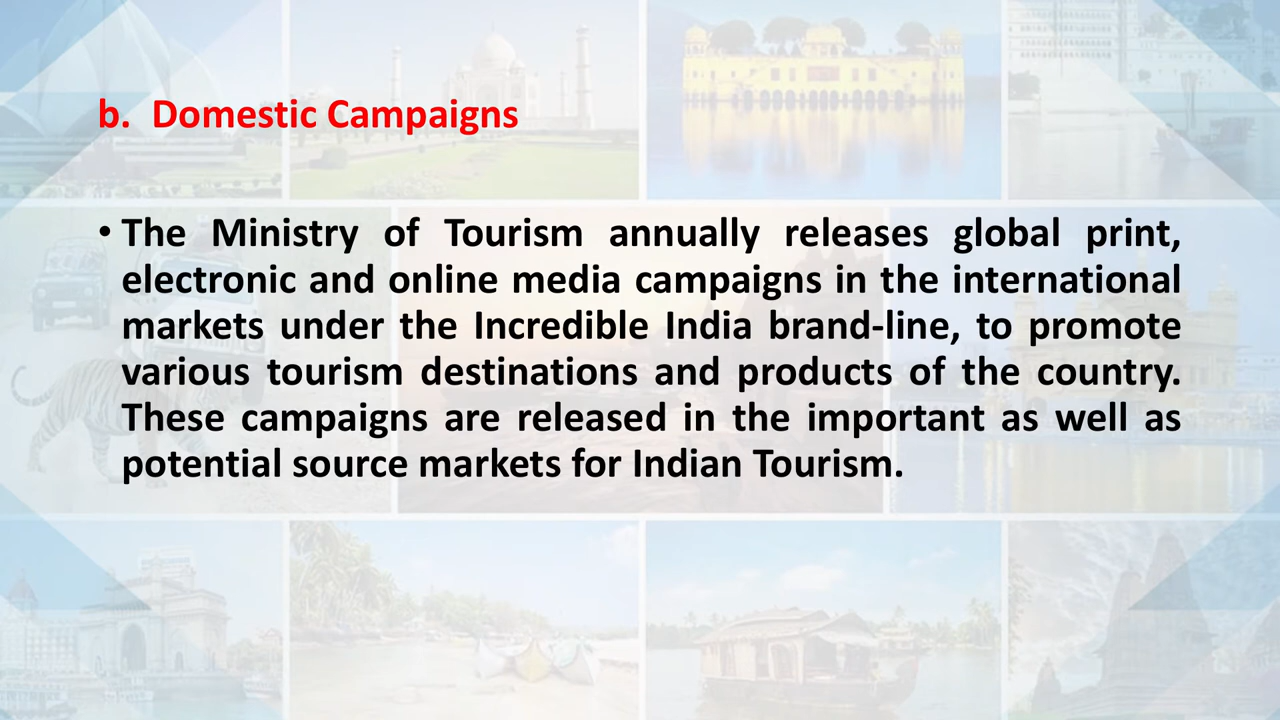 b. Domestic Campaigns
• The Ministry of Tourism annually releases global print,
electronic and online media campaigns in the international
markets under the Incredible India brand-line, to promote
various tourism destinations and products of the country.
These campaigns are released in the important as well as
potential source markets for Indian Tourism.